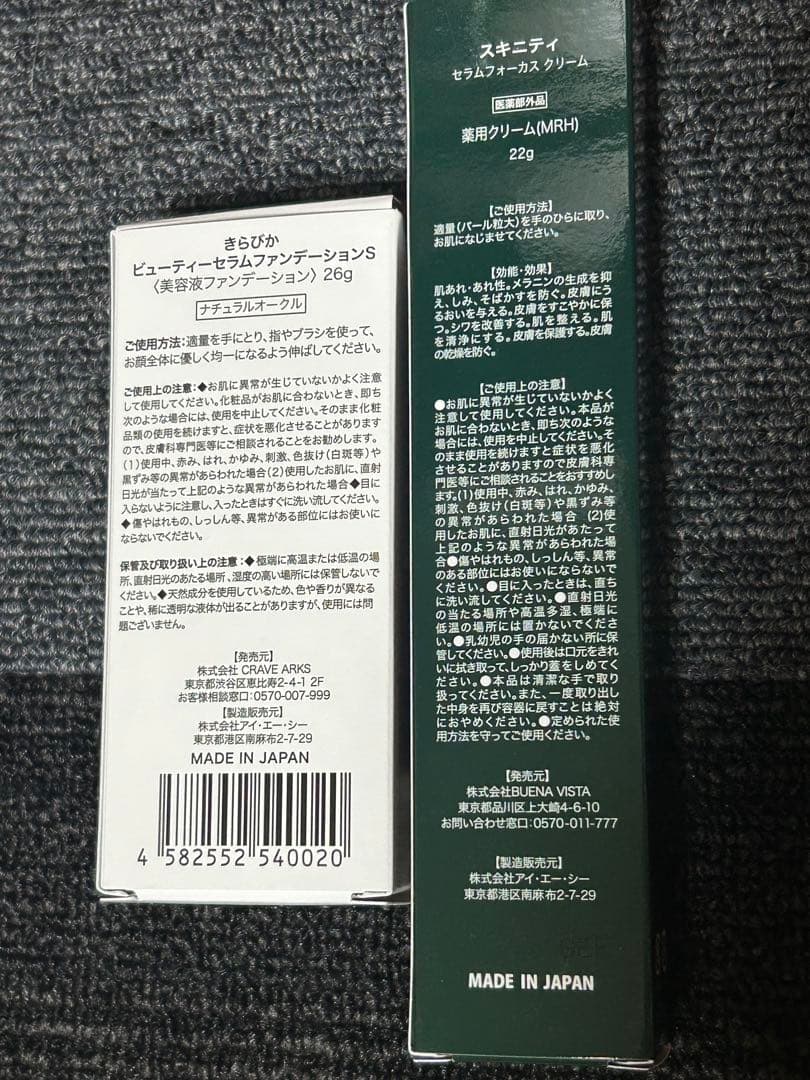 きらびか
ビューティーセラムファンデーションS
〈美容液ファンデーション〉 26g
ナチュラルオークル
ご使用方法:適量を手にとり、指やブラシを使って、
お顔全体に優しく均一になるよう伸ばしてください。
ご使用上の注意:◆お肌に異常が生じていないかよく注意
して使用してください。化粧品がお肌に合わないとき、即ち
次のような場合には、使用を中止してください。そのまま化粧
品類の使用を続けますと、症状を悪化させることがあります
ので、皮膚科専門医等にご相談されることをお勧めします。
(1)使用中、赤み、はれ、かゆみ、刺激、色抜け(白斑等)や
黒ずみ等の異常があらわれた場合(2)使用したお肌に、直射
日光が当たって上記のような異常があらわれた場合◆目に
入らないように注意し、入ったときはすぐに洗い流してください。
◆傷やはれもの、しっしん等、異常がある部位にはお使いに
ならないでください。
保管及び取り扱い上の注意:◆極端に高温または低温の場
所、直射日光のあたる場所、湿度の高い場所には保管しないで
ください。◆天然成分を使用しているため、色や香りが異なる
ことや、稀に透明な液体が出ることがありますが、使用には問
題ございません。
【発売元】
株式会社 CRAVE ARKS
東京都渋谷区恵比寿2-4-1 2F
お客様相談窓口:0570-007-999
【製造販売元】
株式会社アイ・エー・シー
東京都港区南麻布2-7-29
MADE IN JAPAN
4 582552 540020
スキニティ
セラムフォーカス クリーム
医薬部外品
薬用クリーム(MRH)
22g
【ご使用方法】
適量(パール粒大)を手のひらに取り、
お肌になじませてください。
【効能・効果】
肌あれ・あれ性。メラニンの生成を抑
え、しみ、そばかすを防ぐ。皮膚にう
るおいを与える。皮膚をすこやかに保
つ。シワを改善する。肌を整える。肌
を清浄にする。皮膚を保護する。皮膚
の乾燥を防ぐ。
【ご使用上の注意】
●お肌に異常が生じていないかよく
注意して使用してください。本品が
お肌に合わないとき、即ち次のような
場合には、使用を中止してください。そ
のまま使用を続けますと症状を悪化
させることがありますので皮膚科専
門医等にご相談されることをおすすめし
ます。(1)使用中、赤み、はれ、かゆみ、
刺激、色抜け(白斑等)や黒ずみ等
の異常があらわれた場合 (2)使
用したお肌に、直射日光があたって
上記のような異常があらわれた場
合●傷やはれもの、しっしん等、異常
のある部位にはお使いにならないで
ください。●目に入ったときは、直ち
に洗い流してください。●直射日光
の当たる場所や高温多湿、極端に
低温の場所には置かないでくださ
い。●乳幼児の手の届かない所に保
管してください。●使用後は口元をきれ
いに拭き取って、しっかり蓋をしめてく
ださい。●本品は清潔な手で取り
扱ってください。また、一度取り出し
た中身を再び容器に戻すことは絶対
におやめください。●定められた使
用方法を守ってご使用ください。
【発売元】
株式会社BUENA VISTA
東京都品川区上大崎4-6-10
お問い合わせ窓口:0570-011-777
【製造販売元】
株式会社アイ・エー・シー
東京都港区南麻布2-7-29
MADE IN JAPAN